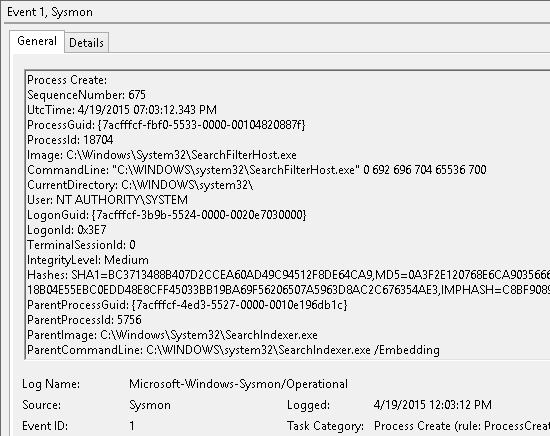 Event 1, Sysmon
General Details
Process Create:
SequenceNumber: 675
UtcTime: 4/19/2015 07:03:12.343 PM
ProcessGuid: {7acfffcf-fbf0-5533-0000-00104820887f}
ProcessId: 18704
Image: C:\Windows\System32\SearchFilterHost.exe
CommandLine: "C:\WINDOWS\system32\SearchFilterHost.exe" 0 692 696 704 65536 700
CurrentDirectory: C:\WINDOWS\system32\
User: NT AUTHORITY\SYSTEM
LogonGuid: {7acfffcf-3b9b-5524-0000-0020e7030000}
LogonId: 0x3E7
TerminalSessionId: 0
IntegrityLevel: Medium
Hashes: SHA1=BC3713488B407D2CCEA60AD49C94512F8DE64CA9,MD5=0A3F2E120768E6CA9035666
18B04E55EBC0EDD48E8CFF45033BB19BA69F56206507A5963D8AC2C676354AE3,IMPHASH=C8BF9089
ParentProcessGuid: {7acfffcf-4ed3-5527-0000-0010e196db1c}
ParentProcessId: 5756
ParentImage: C:\Windows\System32\SearchIndexer.exe
ParentCommandLine: C:\WINDOWS\system32\SearchIndexer.exe /Embedding
Log Name: Microsoft-Windows-Sysmon/Operational
Source: Sysmon Logged: 4/19/2015 12:03:12 PM
Event ID: 1 Task Category: Process Create (rule: ProcessCreat